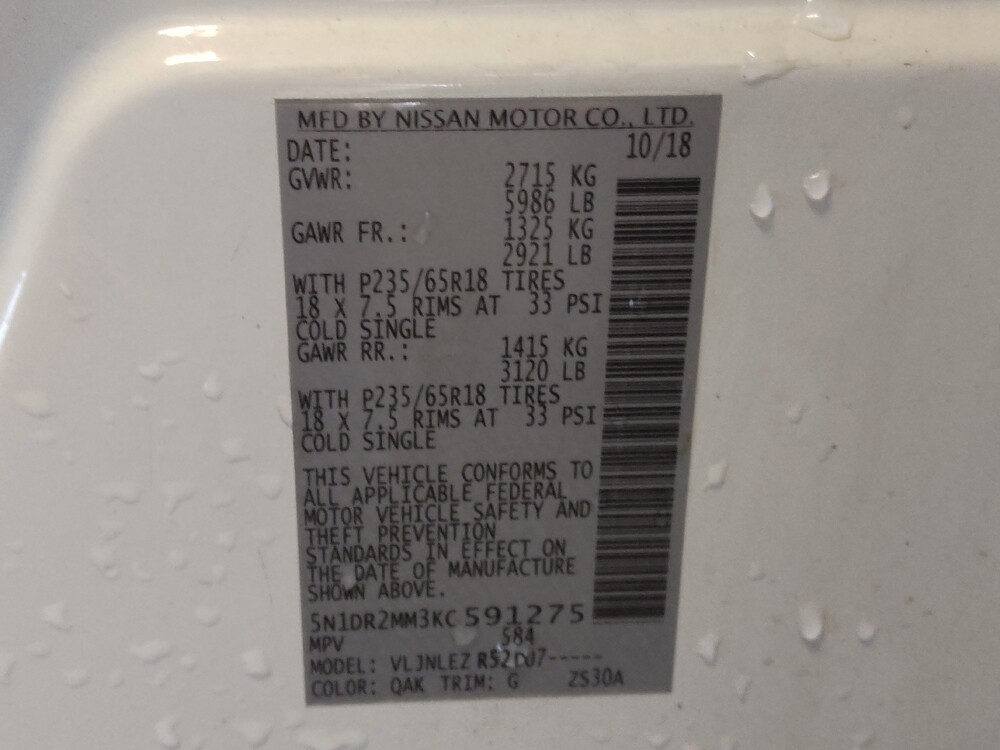 MFD BY NISSAN MOTOR CO., LTD.
DATE: 10/18
GVWR: 2715 KG
5986 LB
GAWR FR.: 1325 KG
2921 LB
WITH P235/65R18 TIRES
18 X 7.5 RIMS AT 33 PSI
COLD SINGLE
GAWR RR.: 1415 KG
3120 LB
WITH P235/65R18 TIRES
18 X 7.5 RIMS AT 33 PSI
COLD SINGLE
THIS VEHICLE CONFORMS TO
ALL APPLICABLE FEDERAL
MOTOR VEHICLE SAFETY AND
THEFT PREVENTION
STANDARDS IN EFFECT ON
THE DATE OF MANUFACTURE
SHOWN ABOVE.
5N1DR2MM3KC591275
MPV 584
MODEL: VLJNLEZ
COLOR: QAK TRIM: G ZS30A